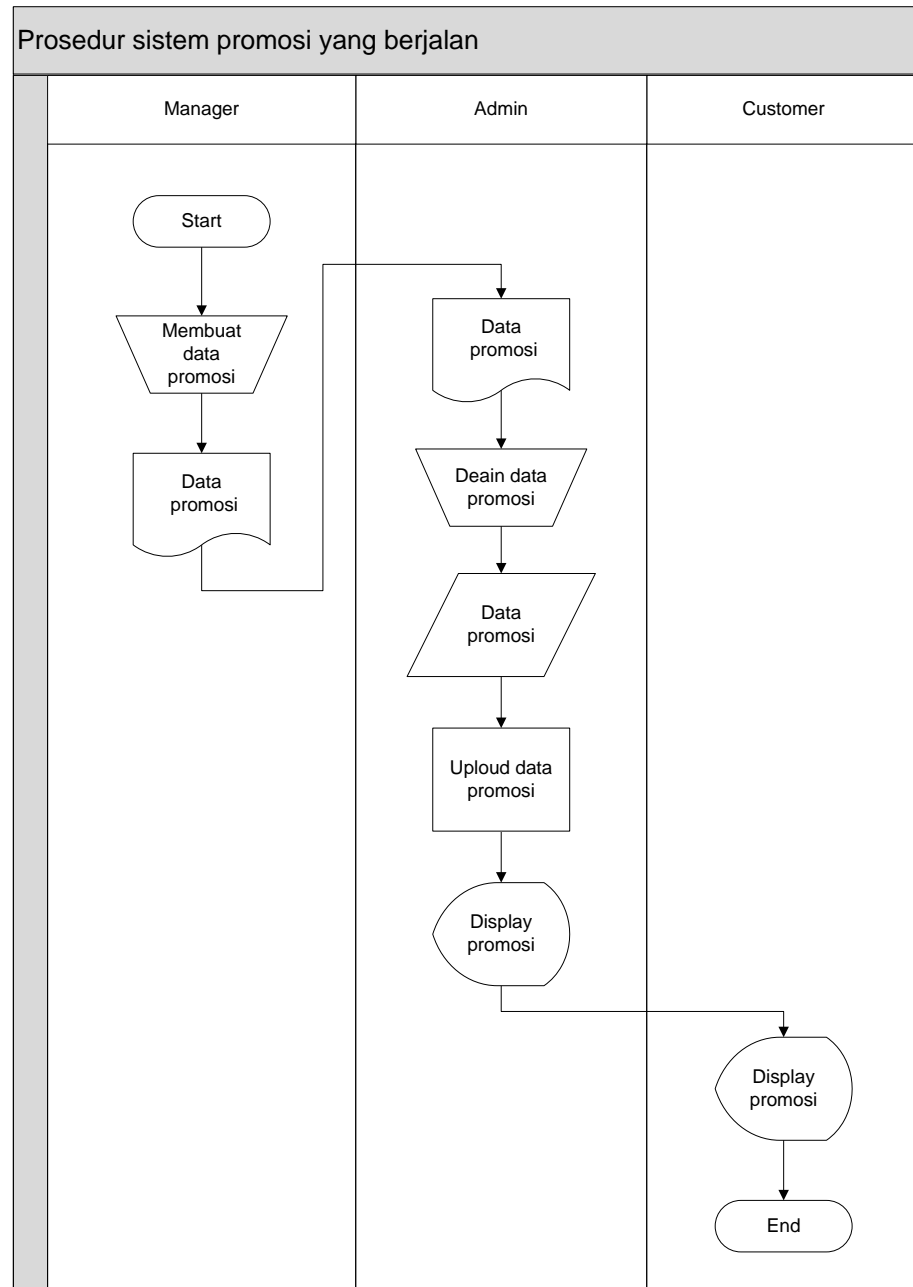 Prosedur sistem promosi yang berjalan
Manager
Admin
Customer
Start
Membuat
data
promosi
Data
promosi
Data
promosi
Deain data
promosi
Data
promosi
Uploud data
promosi
Display
promosi
Display
promosi
End